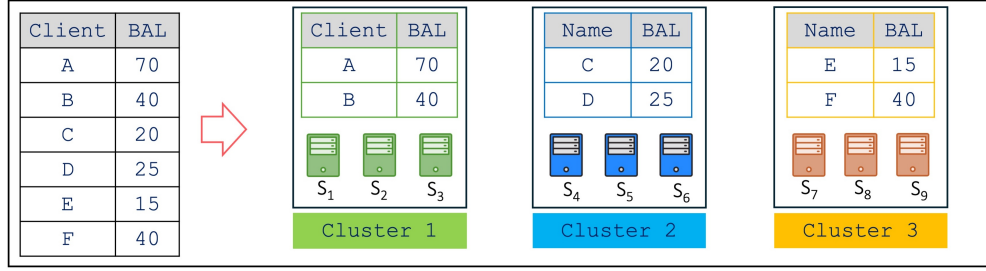 Client BAL
A 70
B 40
C 20
D 25
E 15
F 40
Client BAL
A 70
B 40
S1 S2 S3
Cluster 1
Name BAL
C 20
D 25
S4 S5 S6
Cluster 2
Name BAL
E 15
F 40
S7 S8 S9
Cluster 3